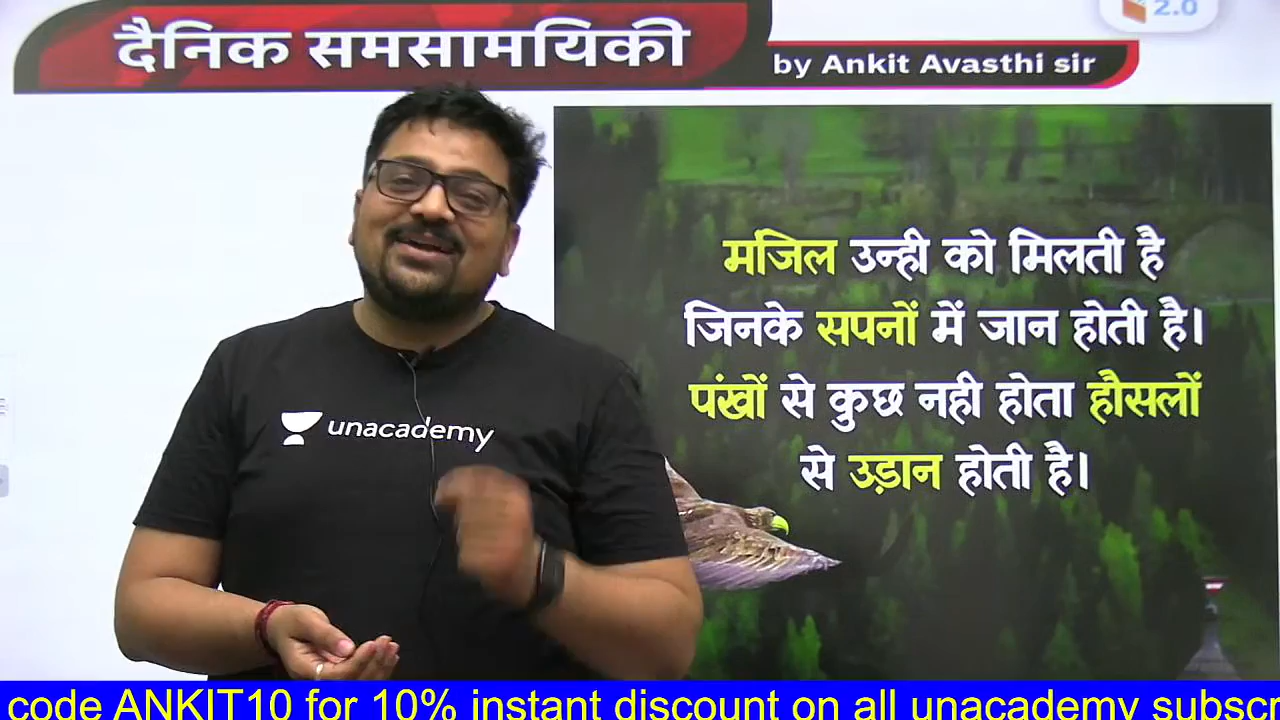 दैनिक समसामयिकी
by Ankit Avasthi sir
2.0
मंजिल उन्ही को मिलती है
जिनके सपनों में जान होती है।
पंखों से कुछ नही होता हौसलों
से उड़ान होती है।
unacademy
code ANKIT10 for 10% instant discount on all unacademy subscr